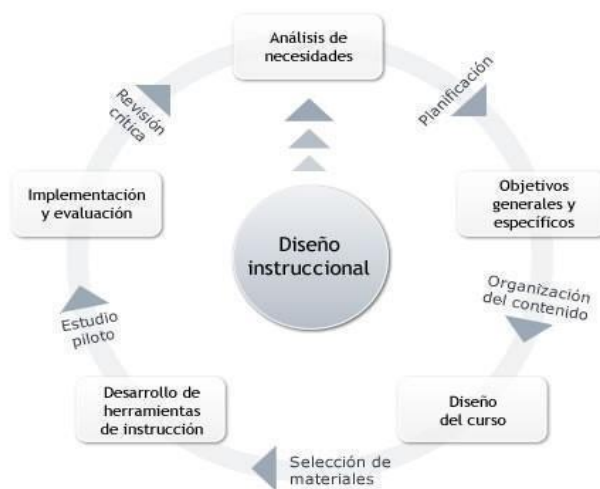 Análisis de
necesidades
Planificación
Objetivos
generales y
específicos
Organización
del contenido
Diseño
del curso
Selección de
materiales
Desarrollo de
herramientas
de instrucción
Estudio
piloto
Implementación
y evaluación
Revisión
crítica
Diseño
instruccional